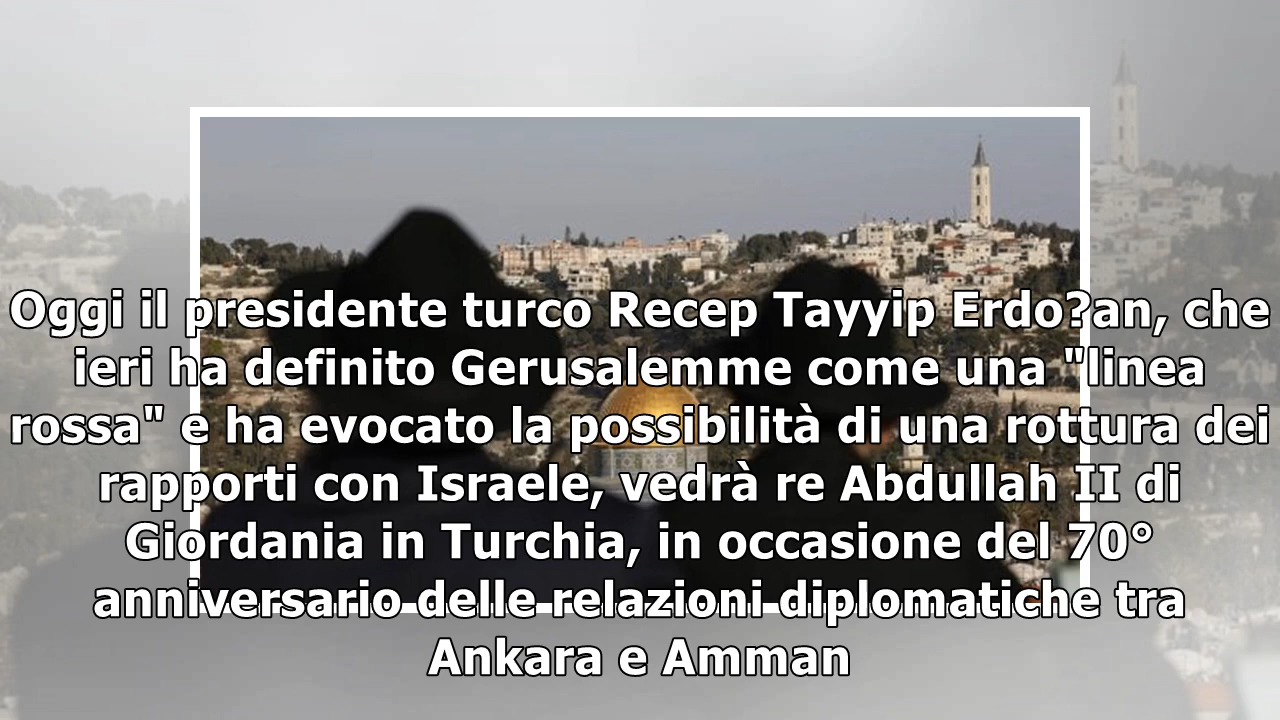 Oggi il presidente turco Recep Tayyip Erdo?an, che
ieri ha definito Gerusalemme come una "linea
rossa" e ha evocato la possibilità di una rottura dei
rapporti con Israele, vedrà re Abdullah II di
Giordania in Turchia, in occasione del 70°
anniversario delle relazioni diplomatiche tra
Ankara e Amman